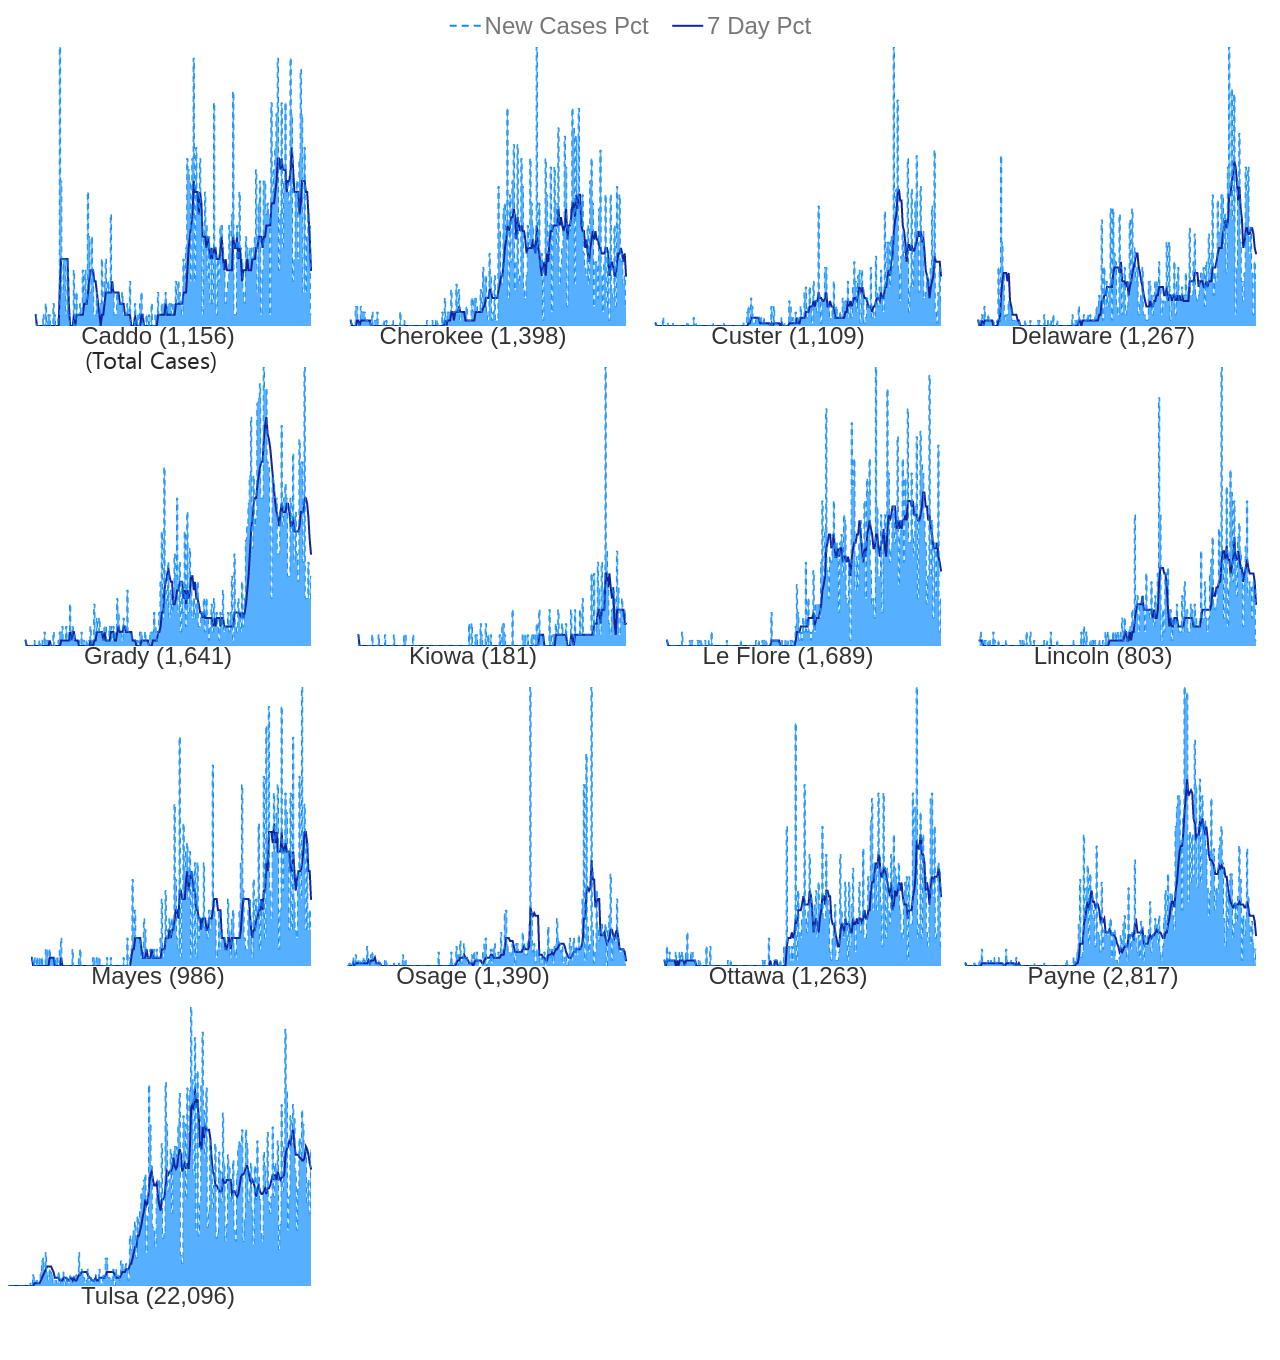 New Cases Pct 7 Day Pct
Caddo (1,156) Cherokee (1,398) Custer (1,109) Delaware (1,267)
(Total Cases)
Grady (1,641) Kiowa (181) Le Flore (1,689) Lincoln (803)
Mayes (986) Osage (1,390) Ottawa (1,263) Payne (2,817)
Tulsa (22,096)